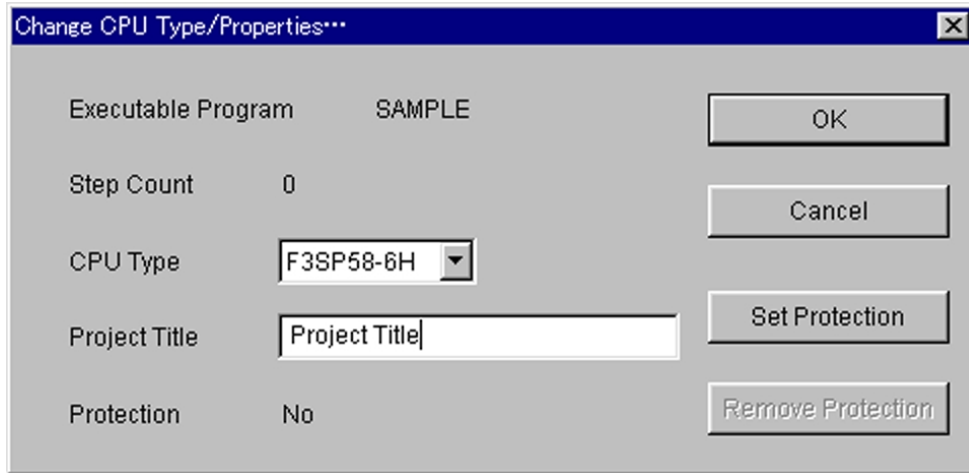 Change CPU Type/Properties···
Executable Program SAMPLE
OK
Step Count 0
Cancel
CPU Type F3SP58-6H
Project Title Project Title
Set Protection
Protection No
Remove Protection